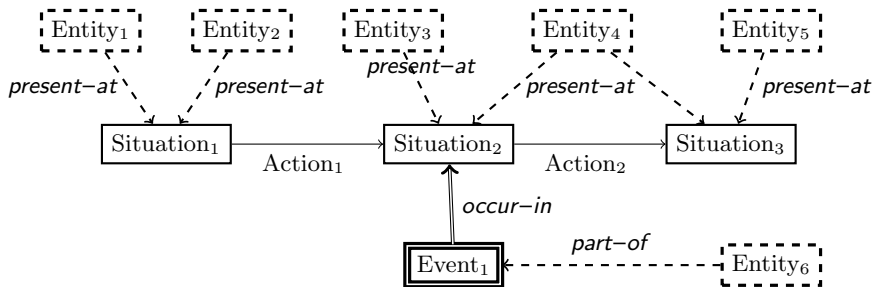 Entity₁ Entity₂ Entity₃ Entity₄ Entity₅
present–at present–at present–at present–at present–at
Situation₁ Situation₂ Situation₃
Action₁ Action₂
occur–in
part–of
Event₁ Entity₆